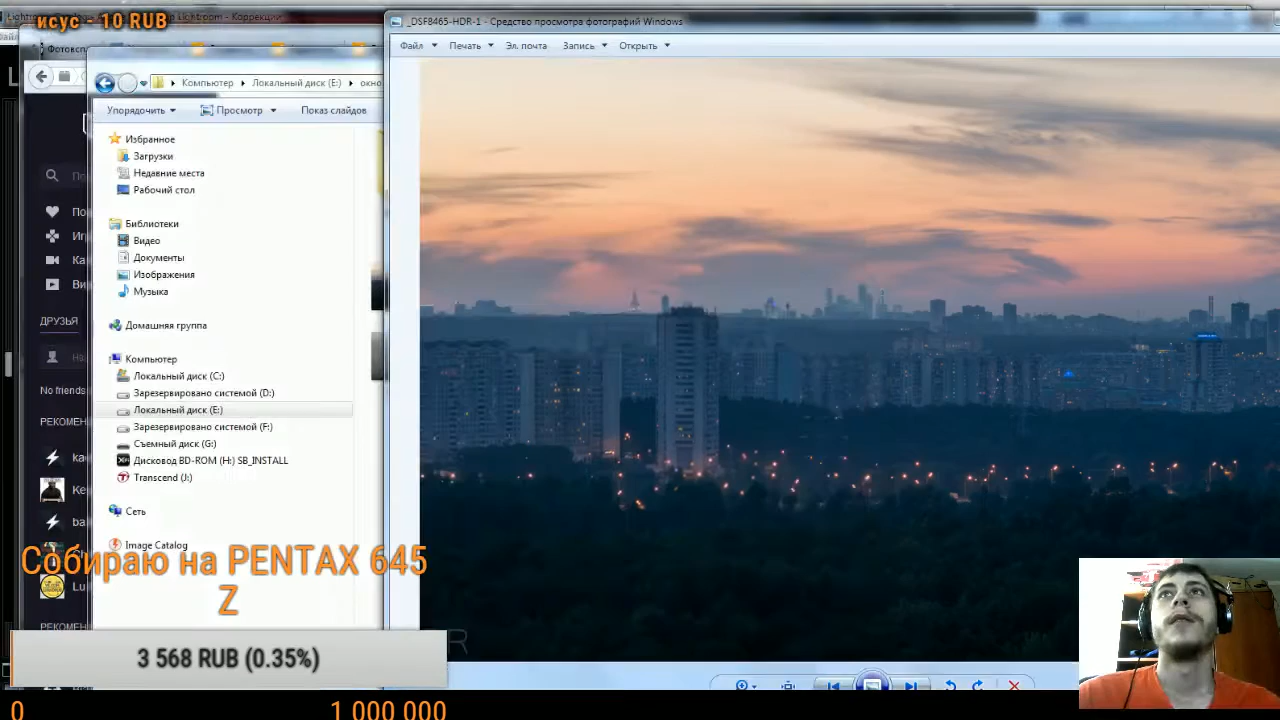 исус - 10 RUB
_DSF8465-HDR-1 - Средство просмотра фотографий Windows
Файл Печать Эл. почта Запись Открыть
Компьютер Локальный диск (E:) окно
Упорядочить Просмотр Показ слайдов
Избранное
Загрузки
Недавние места
Рабочий стол
Библиотеки
Видео
Документы
Изображения
Музыка
Домашняя группа
Компьютер
Локальный диск (C:)
Зарезервировано системой (D:)
Локальный диск (E:)
Зарезервировано системой (F:)
Съемный диск (G:)
Дисковод BD-ROM (H:) SB_INSTALL
Transcend (J:)
Сеть
Image Catalog
ДРУЗЬЯ
No friends
РЕКОМЕН
Собираю на PENTAX 645
Z
3 568 RUB (0.35%)
0 1 000 000